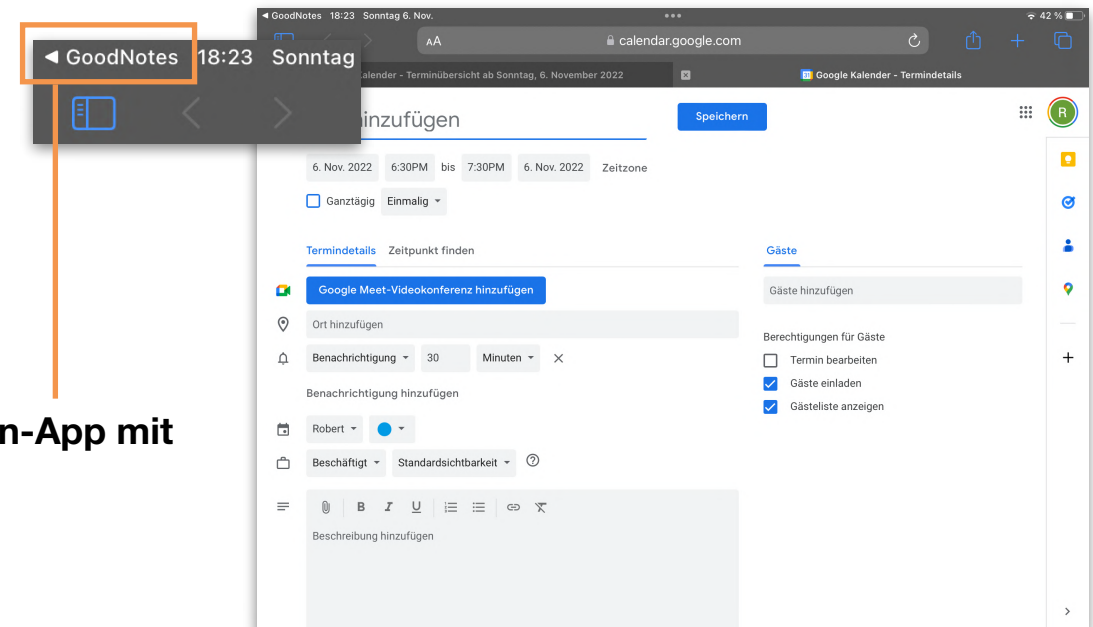 ◀ GoodNotes 18:23 Sonntag 6. Nov.
42 %
AA
calendar.google.com
◀ GoodNotes 18:23 Sonntag
alender - Terminübersicht ab Sonntag, 6. November 2022
31 Google Kalender - Termindetails
inzufügen
Speichern
R
6. Nov. 2022 6:30PM bis 7:30PM 6. Nov. 2022 Zeitzone
Ganztägig Einmalig
Termindetails Zeitpunkt finden
Gäste
Google Meet-Videokonferenz hinzufügen
Gäste hinzufügen
Ort hinzufügen
Berechtigungen für Gäste
Benachrichtigung 30 Minuten
Termin bearbeiten
Gäste einladen
Benachrichtigung hinzufügen
Gästeliste anzeigen
n-App mit
Robert
Beschäftigt Standardsichtbarkeit
B I U
Beschreibung hinzufügen